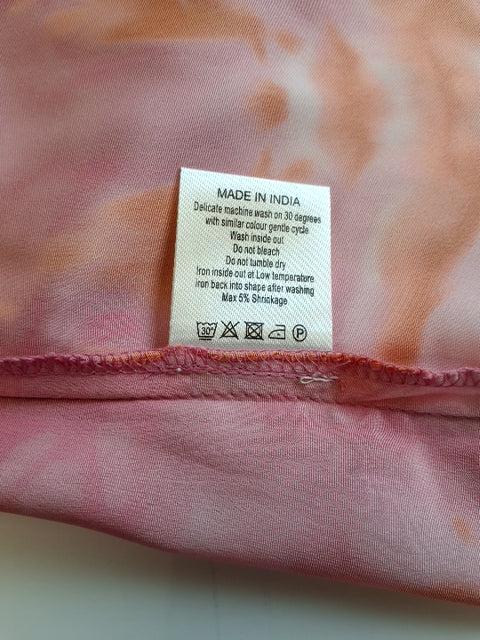 MADE IN INDIA
Delicate machine wash on 30 degrees
with similar colour gentle cycle
Wash inside out
Do not bleach
Do not tumble dry
Iron inside out at Low temperature
Iron back into shape after washing
Max 5% Shrickage
30°
P